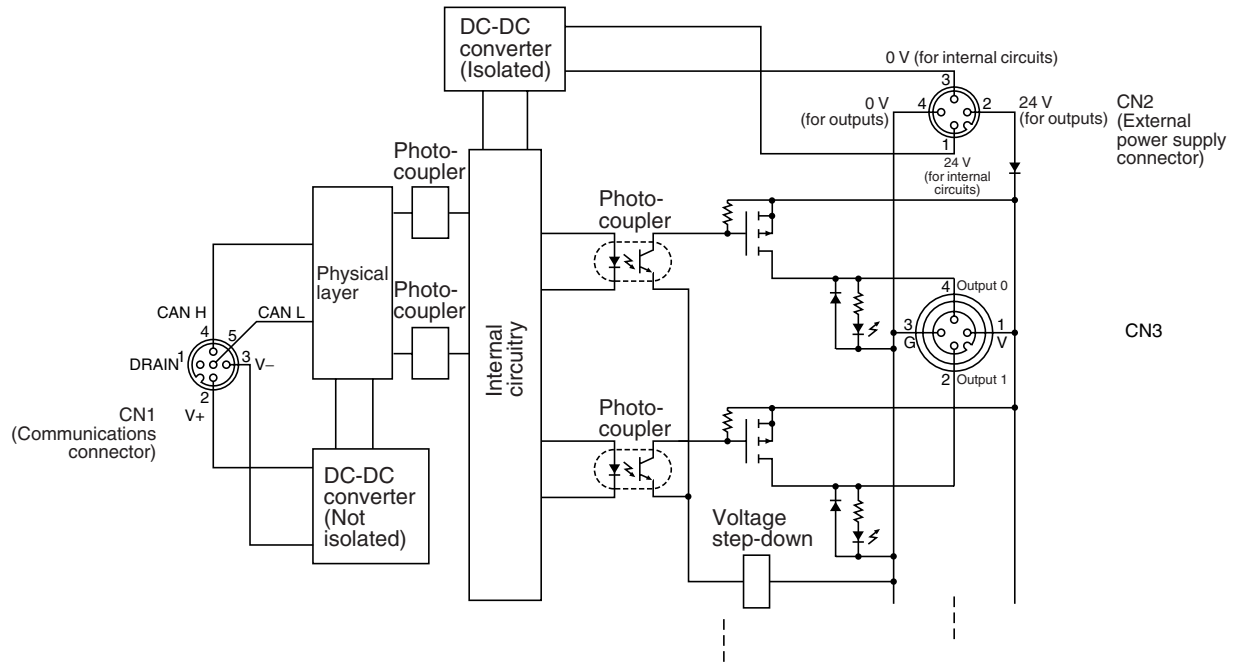 DC-DC
converter
(Isolated)
0 V (for internal circuits)
3
0 V
(for outputs)
4
2
24 V
(for outputs)
CN2
(External
power supply
connector)
1
24 V
(for internal
circuits)
Photo-
coupler
Photo-
coupler
Physical
layer
Photo-
coupler
Internal
circuitry
CAN H
CAN L
4
5
DRAIN
1
3
V–
2
V+
CN1
(Communications
connector)
DC-DC
converter
(Not
isolated)
4
Output 0
3
G
1
V
2
Output 1
CN3
Photo-
coupler
Voltage
step-down